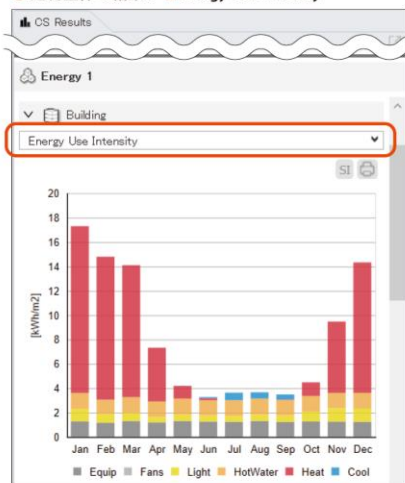 CS Results
Energy 1
Building
Energy Use Intensity
SI
20
18
16
14
12
10
8
6
4
2
0
[kWh/m2]
Jan Feb Mar Apr May Jun Jul Aug Sep Oct Nov Dec
Equip Fans Light HotWater Heat Cool